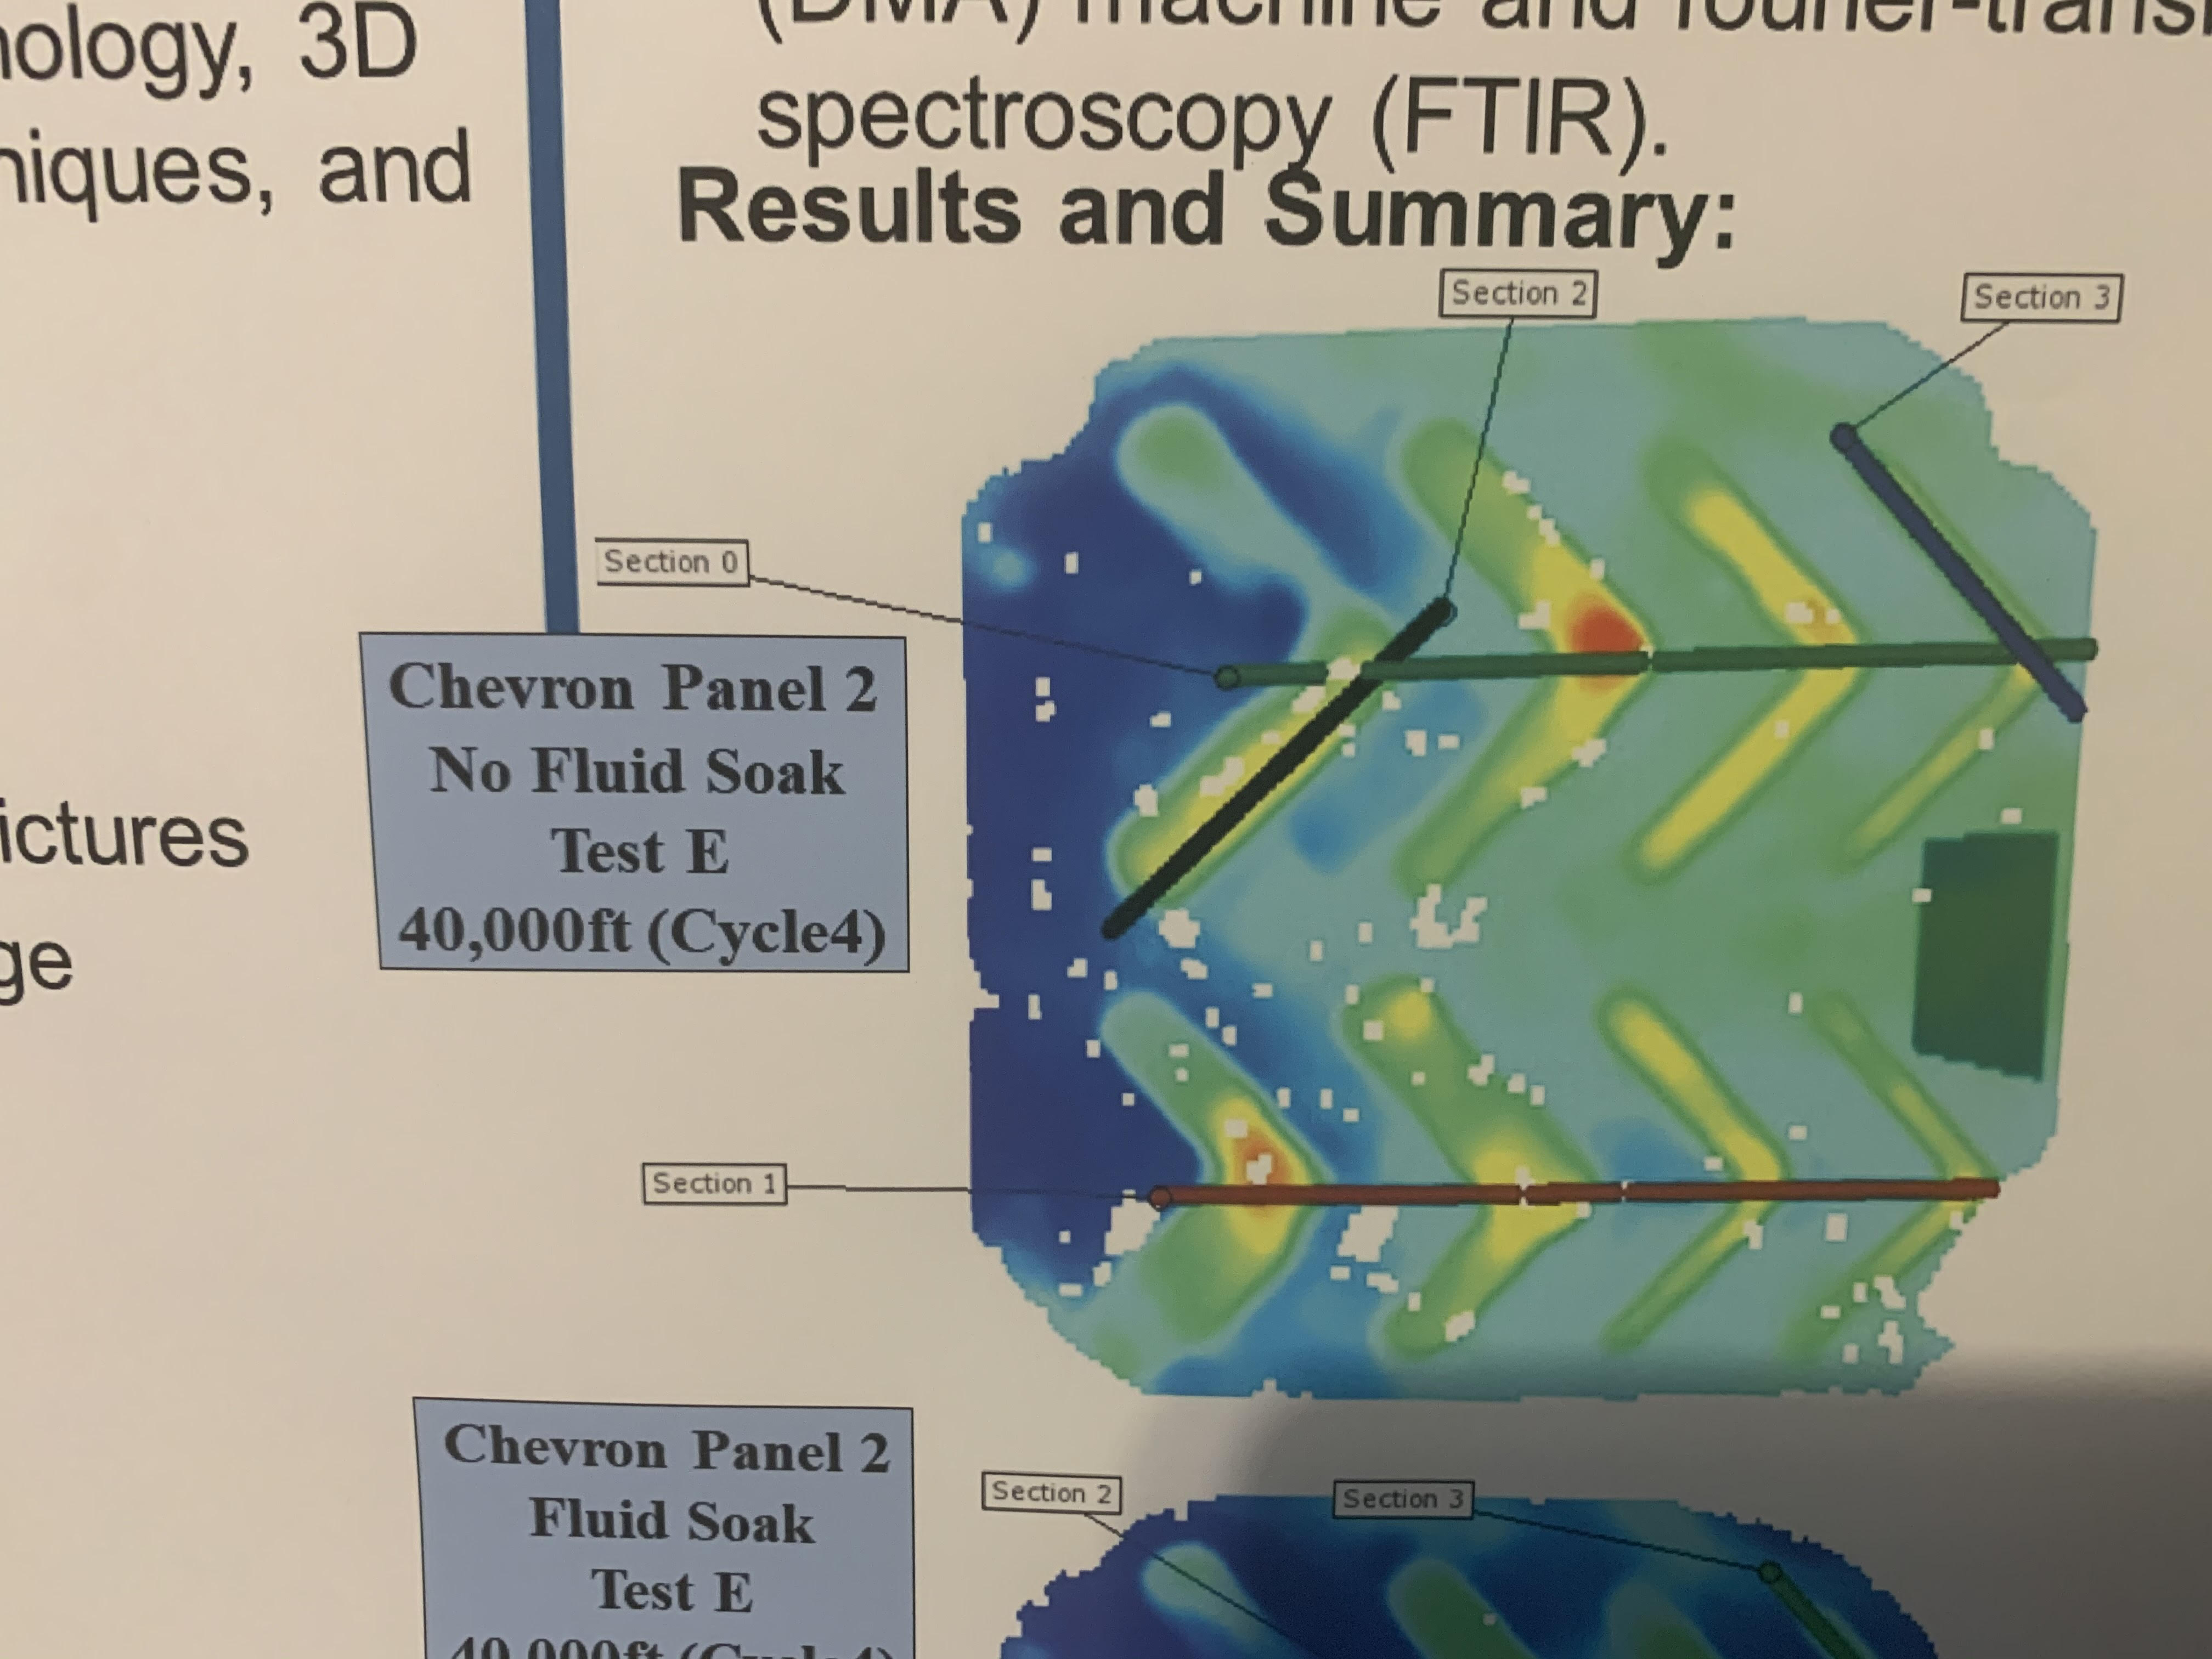 nology, 3D
niques, and
ictures
ge
(DMA) machine and fourier-trans
spectroscopy (FTIR).
Results and Summary:
Section 2
Section 3
Section 0
Chevron Panel 2
No Fluid Soak
Test E
40,000ft (Cycle4)
Section 1
Chevron Panel 2
Fluid Soak
Test E
40,000ft (Cycle4)
Section 2
Section 3